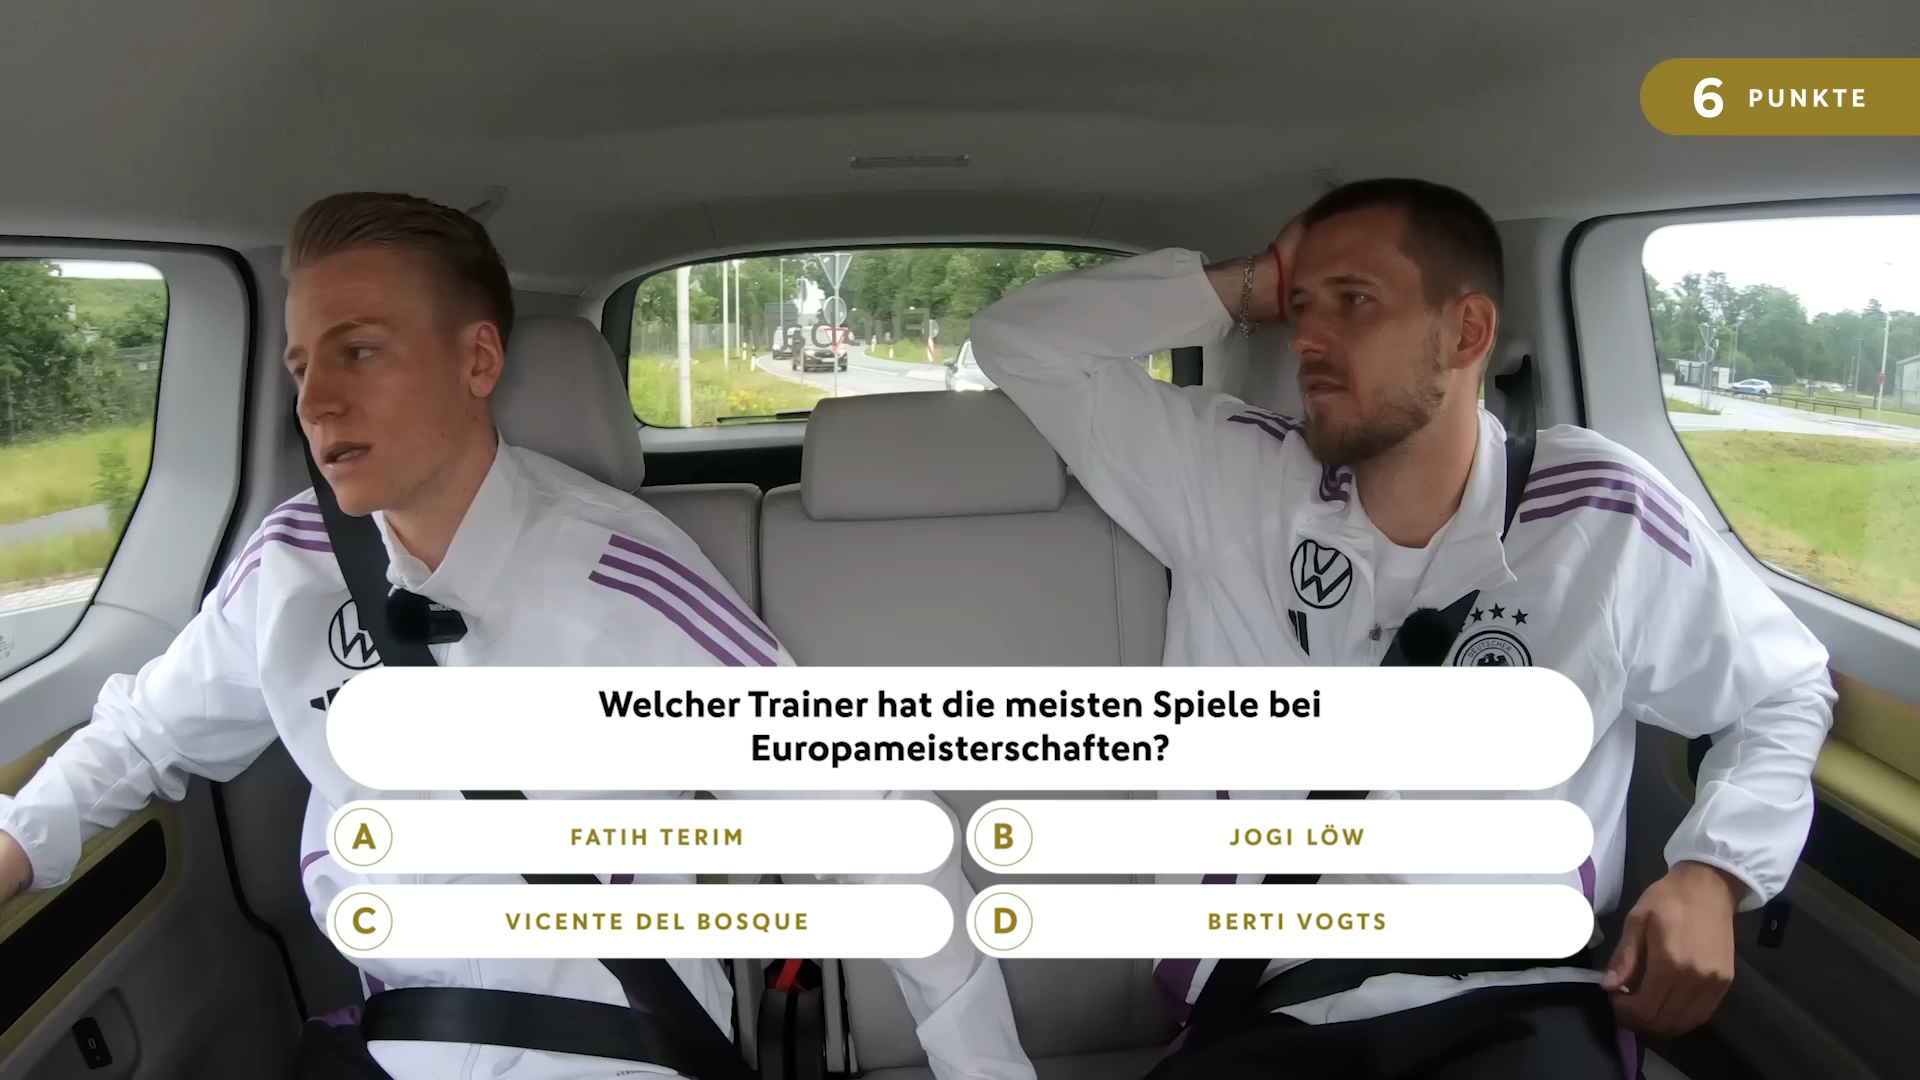 6 PUNKTE
DEUTSCHER
Welcher Trainer hat die meisten Spiele bei
Europameisterschaften?
A FATIH TERIM
B JOGI LÖW
C VICENTE DEL BOSQUE
D BERTI VOGTS